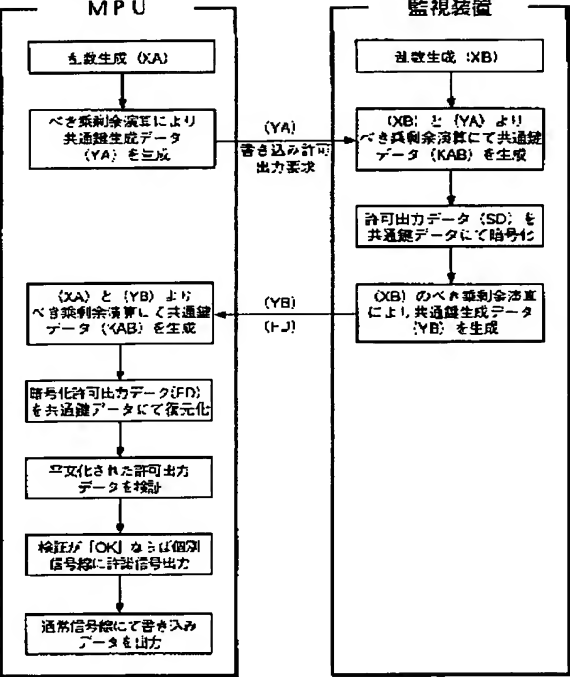 MPU
乱数生成 (XA)
べき乗剰余演算により
共通鍵生成データ
(YA) を生成
(YA)
書き込み許可
出力要求
監視装置
乱数生成 (XB)
(XB) と (YA) より
べき乗剰余演算にて共通鍵
データ (KAB) を生成
許可出力データ (SD) を
共通鍵データにて暗号化
(XB) のべき乗剰余演算
により共通鍵生成データ
(YB) を生成
(YB)
(ED)
(XA) と (YB) より
べき乗剰余演算にて共通鍵
データ (KAB) を生成
暗号化許可出力データ(ED)
を共通鍵データにて復元化
平文化された許可出力
データを検証
検証が「OK」ならば個別
信号線に許諾信号出力
通常信号線にて書き込み
データを出力